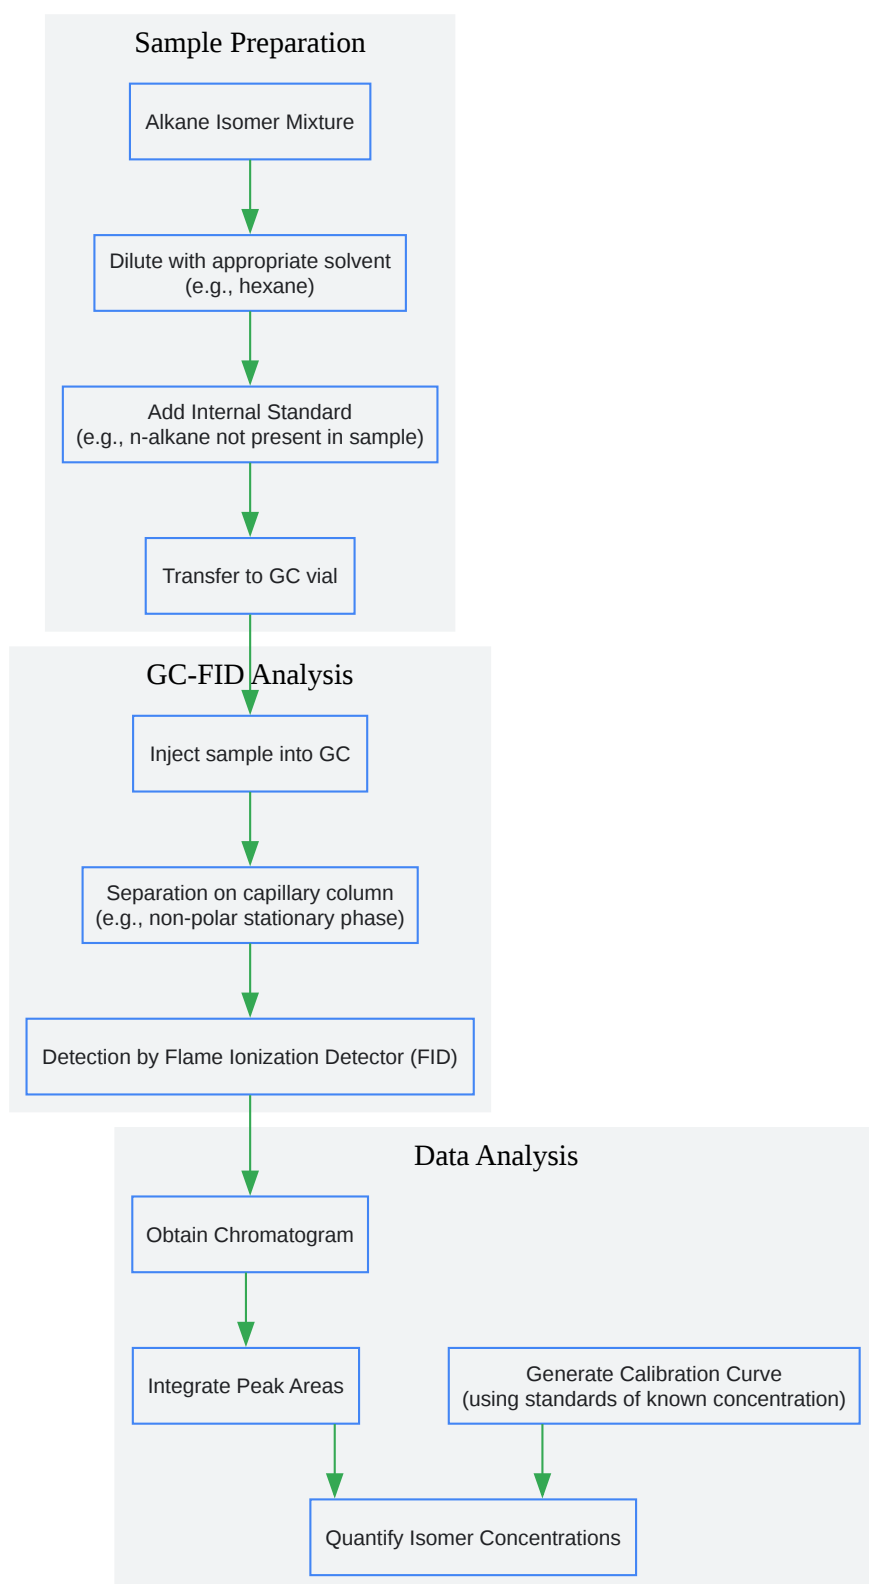 Sample Preparation
Alkane Isomer Mixture
Dilute with appropriate solvent
(e.g., hexane)
Add Internal Standard
(e.g., n-alkane not present in sample)
Transfer to GC vial
GC-FID Analysis
Inject sample into GC
Separation on capillary column
(e.g., non-polar stationary phase)
Detection by Flame Ionization Detector (FID)
Data Analysis
Obtain Chromatogram
Integrate Peak Areas
Generate Calibration Curve
(using standards of known concentration)
Quantify Isomer Concentrations